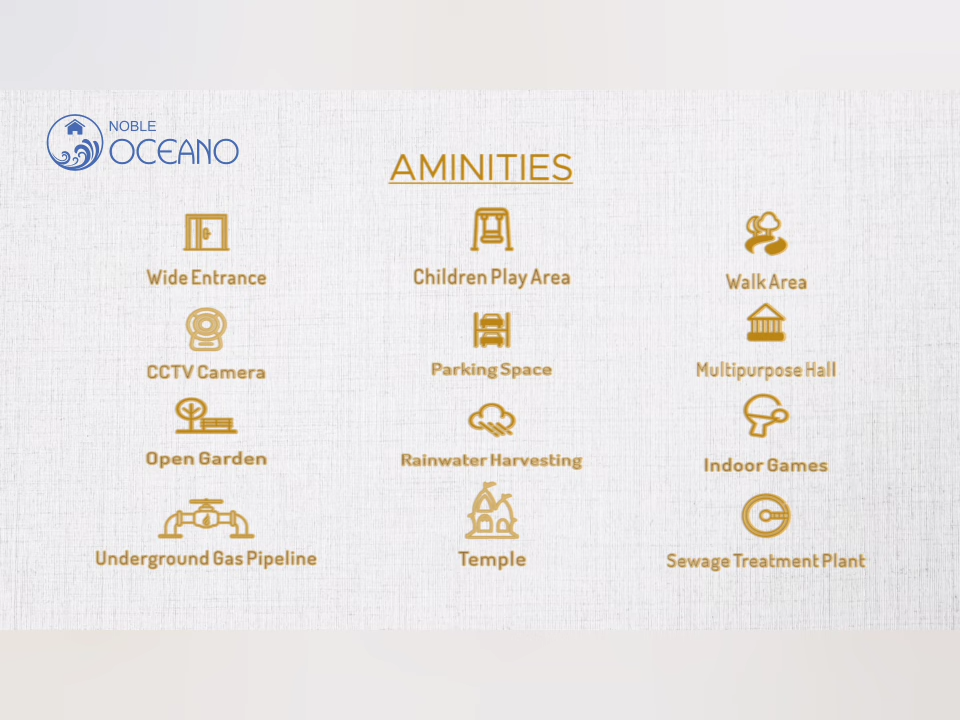 NOBLE
OCEANO
AMINITIES
Wide Entrance
Children Play Area
Walk Area
CCTV Camera
Parking Space
Multipurpose Hall
Open Garden
Rainwater Harvesting
Indoor Games
Underground Gas Pipeline
Temple
Sewage Treatment Plant